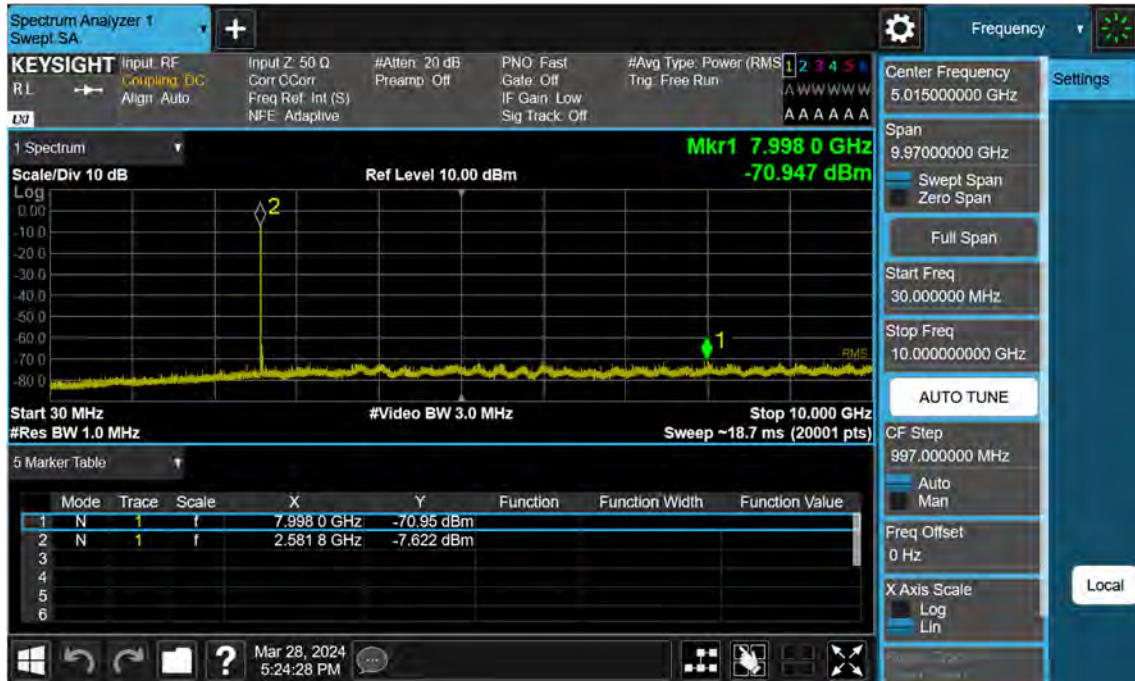 Spectrum Analyzer 1
Swept SA
Frequency
KEYSIGHT
RL
LXI
Input: RF
Coupling: DC
Align: Auto
Input Z: 50 Ω
Corr CCorr
Freq Ref: Int (S)
NFE: Adaptive
#Atten: 20 dB
Preamp: Off
PNO: Fast
Gate: Off
IF Gain: Low
Sig Track: Off
#Avg Type: Power (RMS
Trig: Free Run
1 2 3 4 5 6
A W W W W W
A A A A A A
1 Spectrum
Scale/Div 10 dB
Ref Level 10.00 dBm
Mkr1 7.998 0 GHz
-70.947 dBm
Log
0.00
-10.0
-20.0
-30.0
-40.0
-50.0
-60.0
-70.0
-80.0
2
1
RMS
Start 30 MHz
#Res BW 1.0 MHz
#Video BW 3.0 MHz
Stop 10.000 GHz
Sweep ~18.7 ms (20001 pts)
5 Marker Table
Mode Trace Scale X Y Function Function Width Function Value
1 N 1 f 7.998 0 GHz -70.95 dBm
2 N 1 f 2.581 8 GHz -7.622 dBm
3
4
5
6
Mar 28, 2024
5:24:28 PM
Center Frequency
5.015000000 GHz
Span
9.97000000 GHz
Swept Span
Zero Span
Full Span
Start Freq
30.000000 MHz
Stop Freq
10.000000000 GHz
AUTO TUNE
CF Step
997.000000 MHz
Auto
Man
Freq Offset
0 Hz
X Axis Scale
Log
Lin
Settings
Local